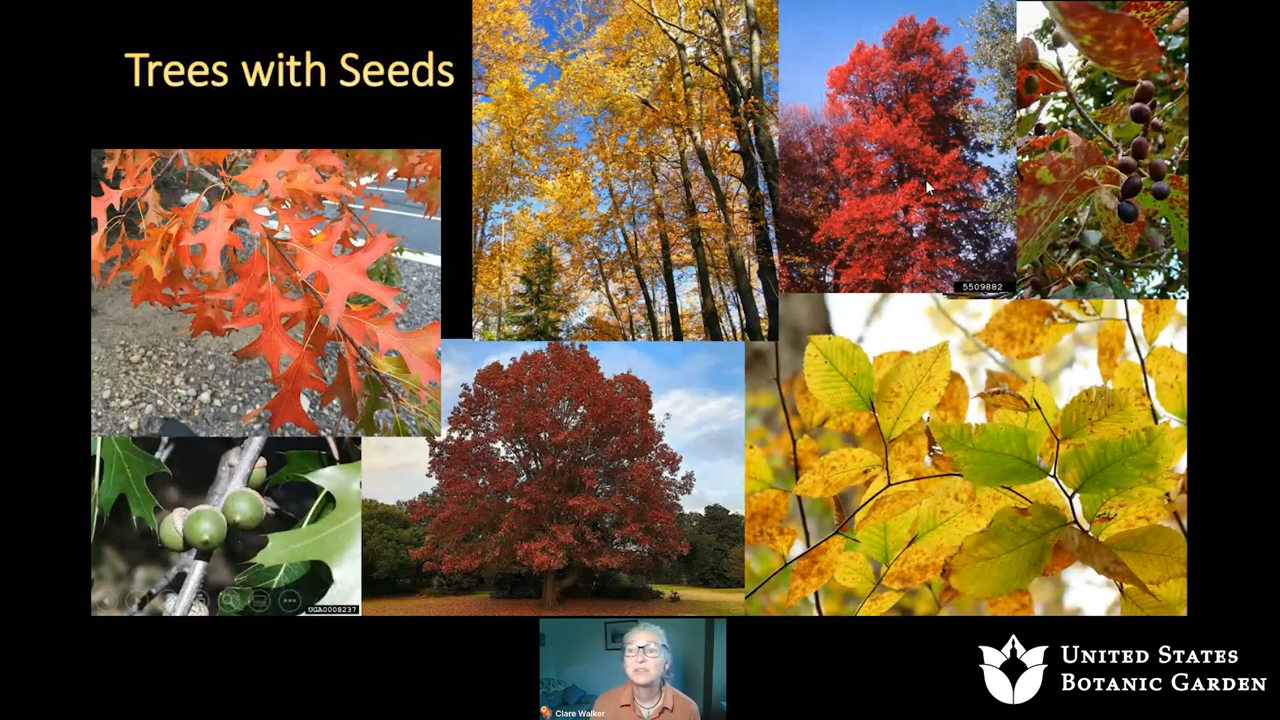 Trees with Seeds
5509882
UGA0008237
Clare Walker
UNITED STATES
BOTANIC GARDEN